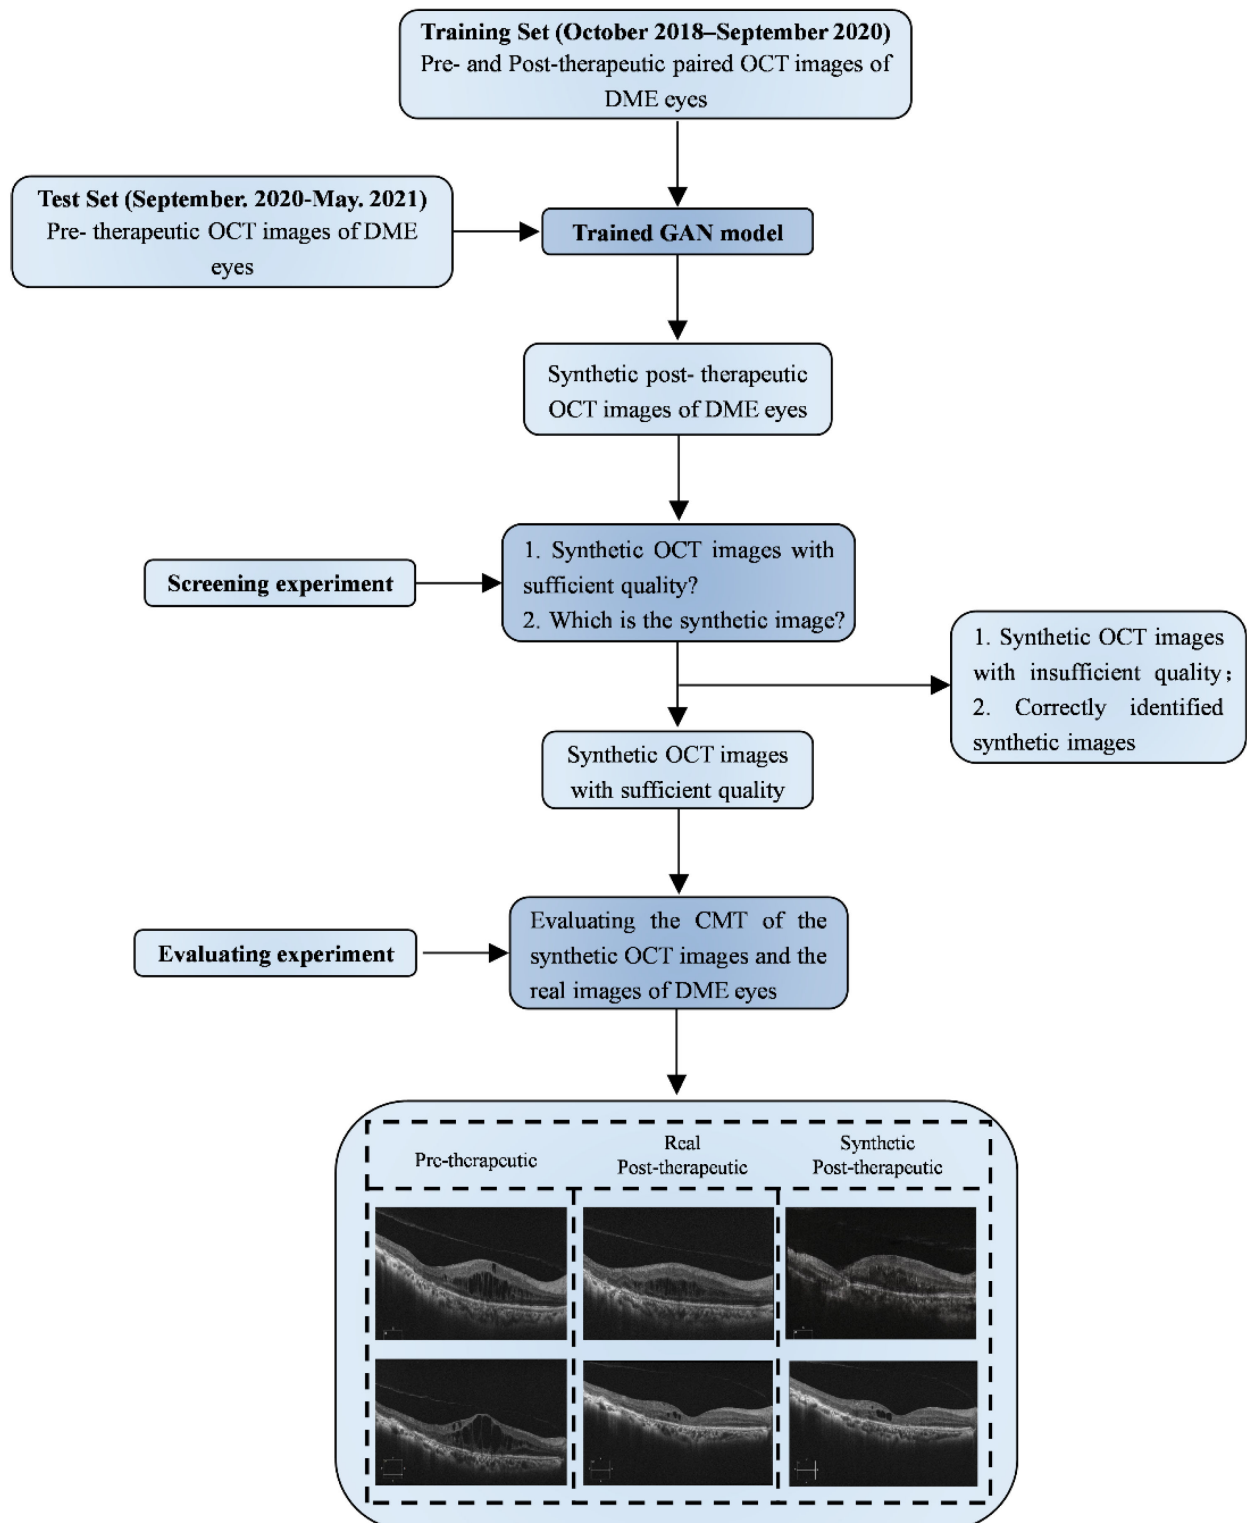 Training Set (October 2018–September 2020)
Pre- and Post-therapeutic paired OCT images of
DME eyes
Test Set (September. 2020-May. 2021)
Pre- therapeutic OCT images of DME
eyes
Trained GAN model
Synthetic post- therapeutic
OCT images of DME eyes
Screening experiment
1. Synthetic OCT images with
sufficient quality?
2. Which is the synthetic image?
1. Synthetic OCT images
with insufficient quality;
2. Correctly identified
synthetic images
Synthetic OCT images
with sufficient quality
Evaluating experiment
Evaluating the CMT of the
synthetic OCT images and the
real images of DME eyes
Pre-therapeutic
Real
Post-therapeutic
Synthetic
Post-therapeutic